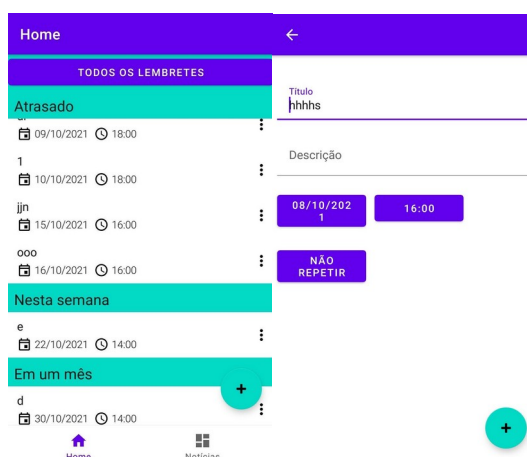 Home
TODOS OS LEMBRETES
Atrasado
09/10/2021 18:00
1
10/10/2021 18:00
jjn
15/10/2021 16:00
ooo
16/10/2021 16:00
Nesta semana
e
22/10/2021 14:00
Em um mês
d
30/10/2021 14:00
Home Notícias
Título
hhhhs
Descrição
08/10/202
1
16:00
NÃO
REPETIR